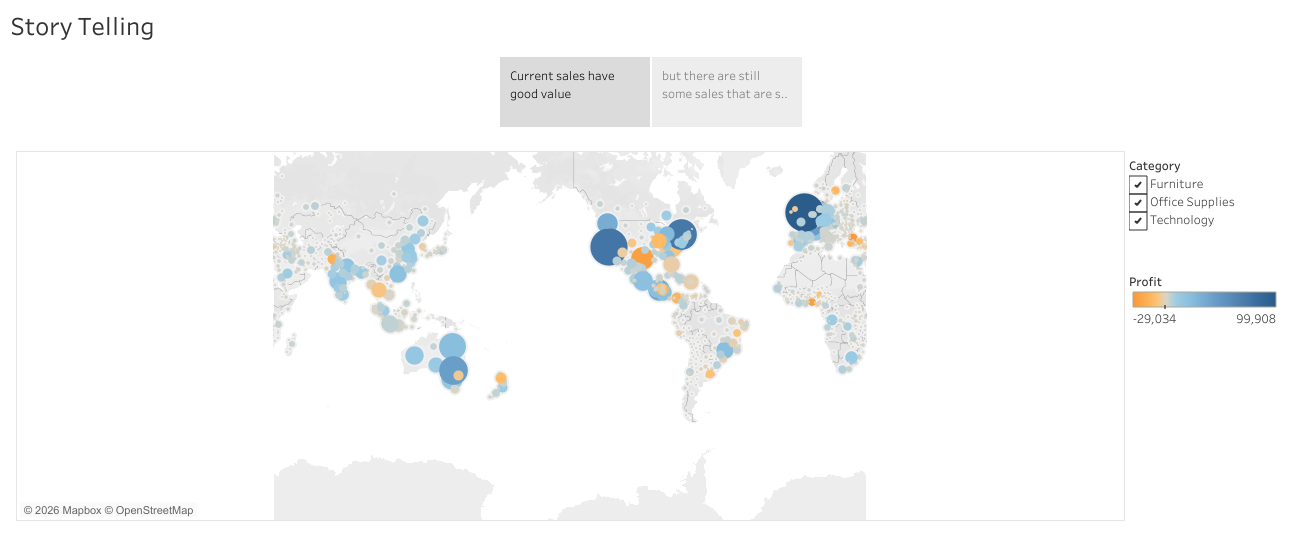 Story Telling
Current sales have
good value
but there are still
some sales that are s..
Category
Furniture
Office Supplies
Technology
Profit
-29,034
99,908
© 2026 Mapbox © OpenStreetMap